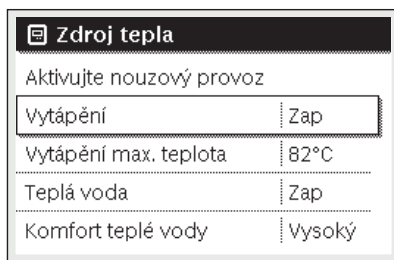 Zdroj tepla
Aktivujte nouzový provoz
Vytápění Zap
Vytápění max. teplota 82°C
Teplá voda Zap
Komfort teplé vody Vysoký